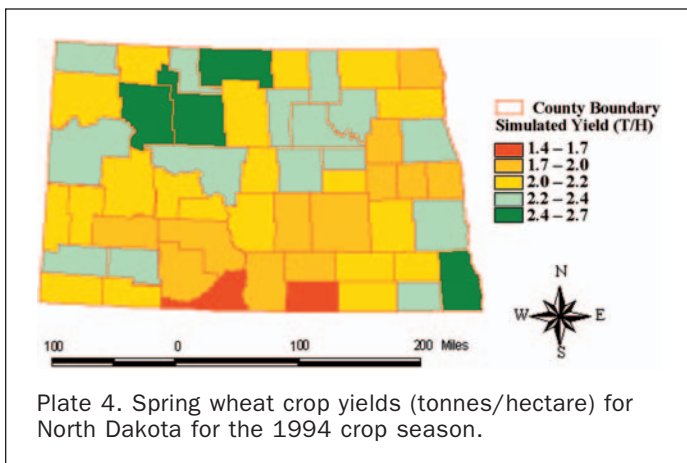 County Boundary
Simulated Yield (T/H)
1.4 – 1.7
1.7 – 2.0
2.0 – 2.2
2.2 – 2.4
2.4 – 2.7
N
W E
S
100 0 100 200 Miles
Plate 4. Spring wheat crop yields (tonnes/hectare) for
North Dakota for the 1994 crop season.